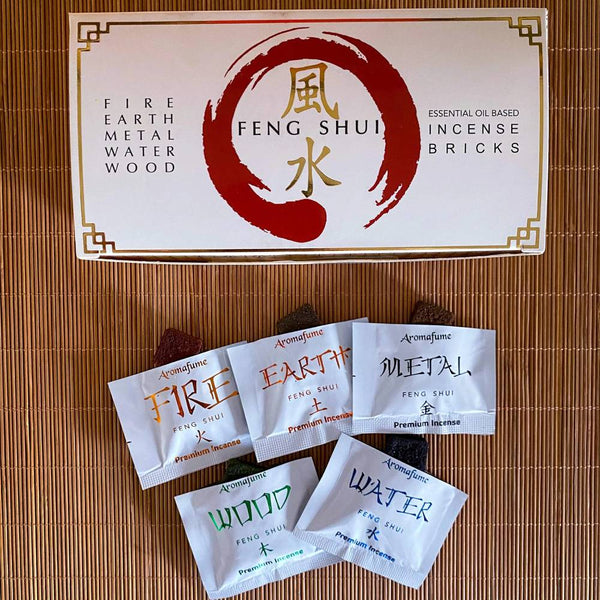 FIRE
EARTH
METAL
WATER
WOOD
風
FENG SHUI
水
ESSENTIAL OIL BASED
INCENSE
BRICKS
Aromafume
FIRE
FENG SHUI
火
Premium Incense
Aromafume
EARTH
FENG SHUI
土
Premium Incense
Aromafume
METAL
FENG SHUI
金
Premium Incense
Aromafume
WOOD
FENG SHUI
木
Premium Incense
Aromafume
WATER
FENG SHUI
水
Premium Incense